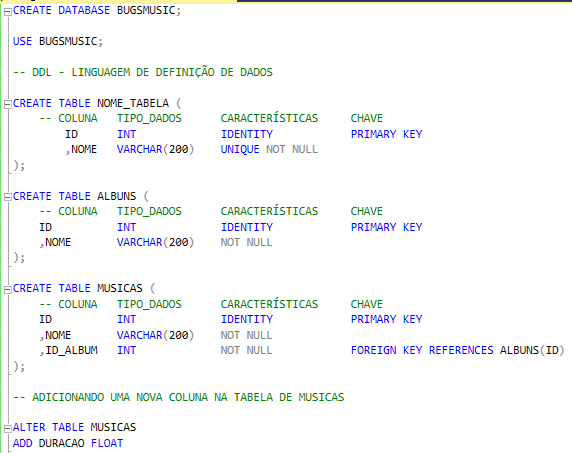 CREATE DATABASE BUGSMUSIC;
USE BUGSMUSIC;
-- DDL - LINGUAGEM DE DEFINIÇÃO DE DADOS
CREATE TABLE NOME_TABELA (
-- COLUNA TIPO_DADOS CARACTERÍSTICAS CHAVE
ID INT IDENTITY PRIMARY KEY
,NOME VARCHAR(200) UNIQUE NOT NULL
);
CREATE TABLE ALBUNS (
-- COLUNA TIPO_DADOS CARACTERÍSTICAS CHAVE
ID INT IDENTITY PRIMARY KEY
,NOME VARCHAR(200) NOT NULL
);
CREATE TABLE MUSICAS (
-- COLUNA TIPO_DADOS CARACTERÍSTICAS CHAVE
ID INT IDENTITY PRIMARY KEY
,NOME VARCHAR(200) NOT NULL
,ID_ALBUM INT NOT NULL FOREIGN KEY REFERENCES ALBUNS(ID)
);
-- ADICIONANDO UMA NOVA COLUNA NA TABELA DE MUSICAS
ALTER TABLE MUSICAS
ADD DURACAO FLOAT